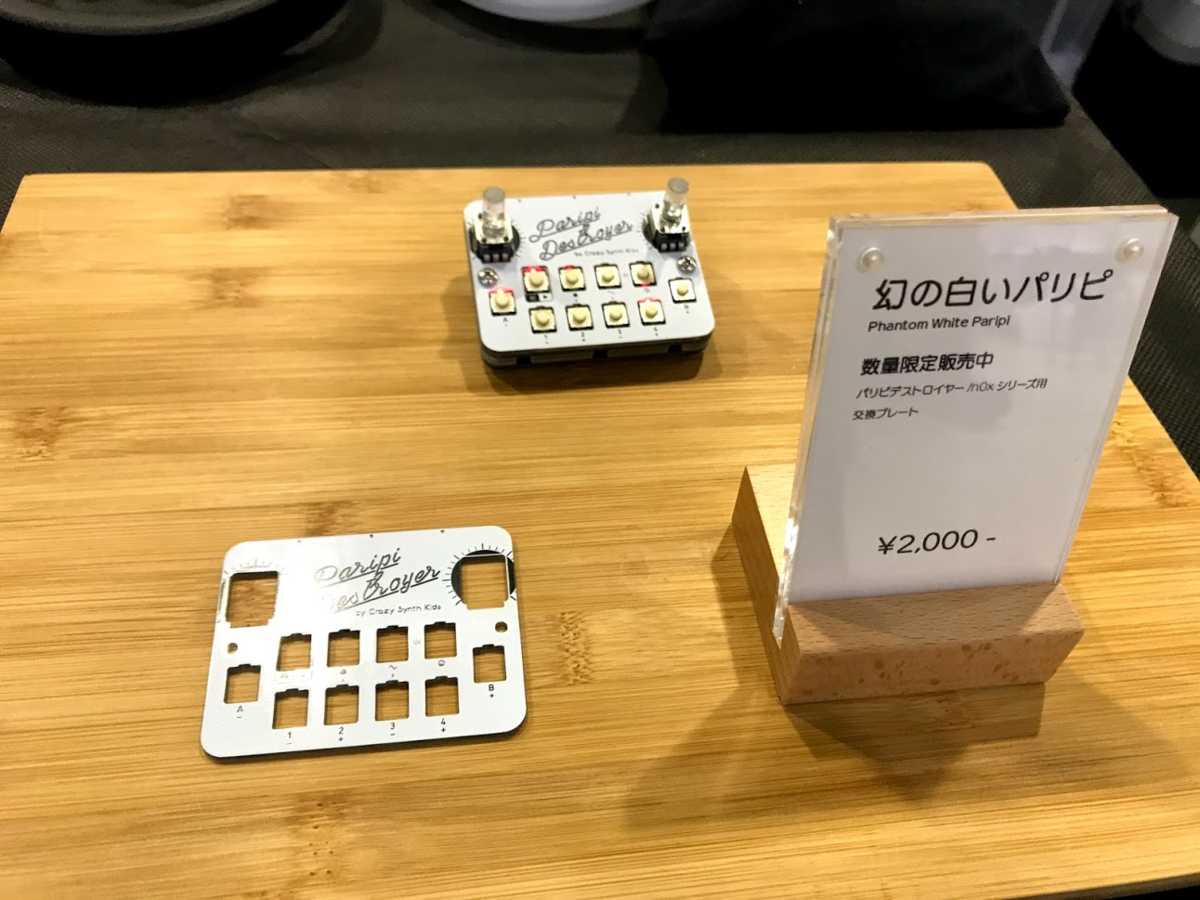 Paripi
Destroyer
by Crazy Synth Kids
幻の白いパリピ
Phantom White Paripi
数量限定販売中
パリピデストロイヤー/n0xシリーズ用
交換プレート
¥2,000 -
Paripi
Destroyer
by Crazy Synth Kids
A
B
1
2
3
4